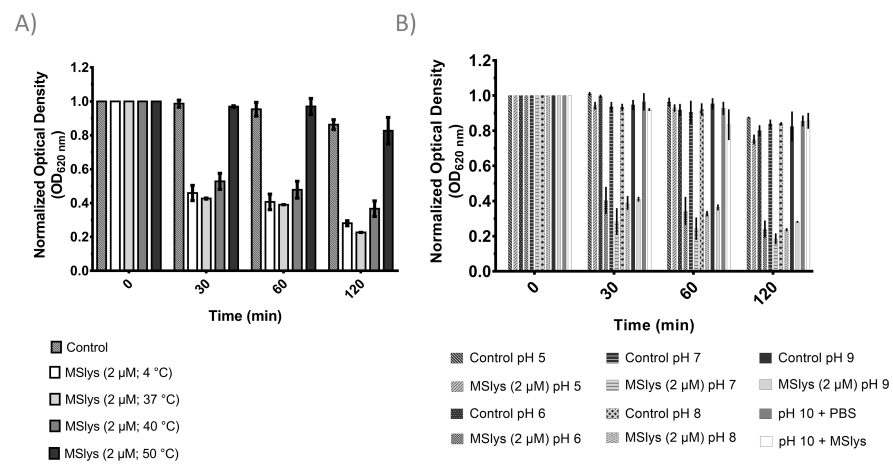 A)
B)
Normalized Optical Density
(OD620 nm)
1.2
1.0
0.8
0.6
0.4
0.2
0.0
0
30
60
120
Time (min)
Control
MSlys (2 µM; 4 °C)
MSlys (2 µM; 37 °C)
MSlys (2 µM; 40 °C)
MSlys (2 µM; 50 °C)
Normalized Optical Density
(OD620 nm)
1.2
1.0
0.8
0.6
0.4
0.2
0.0
0
30
60
120
Time (min)
Control pH 5
Control pH 7
Control pH 9
MSlys (2 µM) pH 5
MSlys (2 µM) pH 7
MSlys (2 µM) pH 9
Control pH 6
Control pH 8
pH 10 + PBS
MSlys (2 µM) pH 6
MSlys (2 µM) pH 8
pH 10 + MSlys